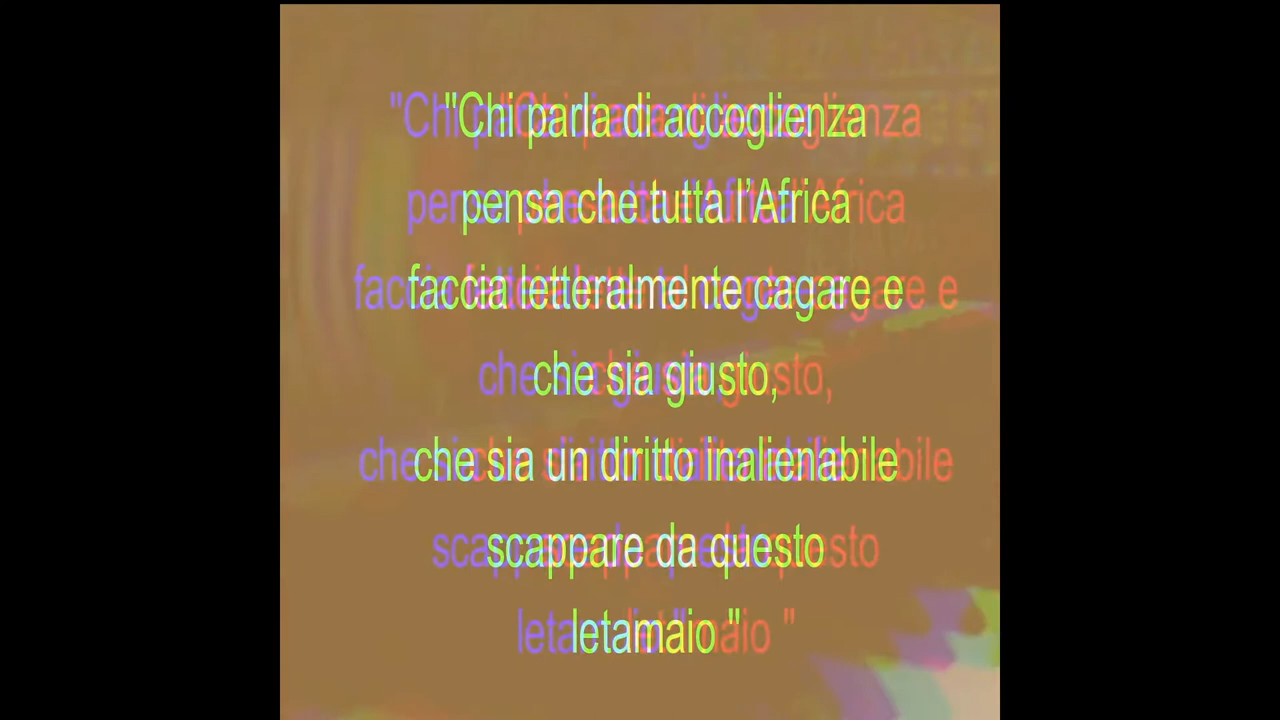 "Chi parla di accoglienza
pensa che tutta l’Africa
faccia letteralmente cagare e
che sia giusto,
che sia un diritto inalienabile
scappare da questo
letamaio "